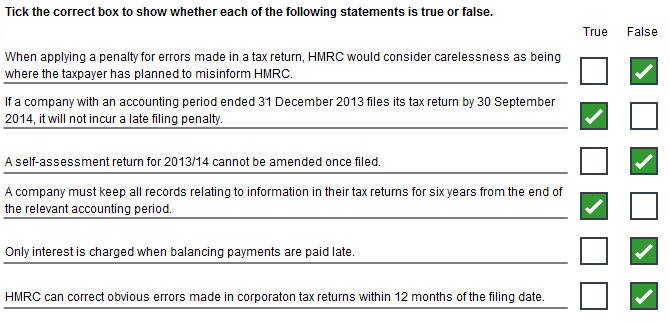 Tick the correct box to show whether each of the following statements is true or false.
True False
When applying a penalty for errors made in a tax return, HMRC would consider carelessness as being
where the taxpayer has planned to misinform HMRC.
If a company with an accounting period ended 31 December 2013 files its tax return by 30 September
2014, it will not incur a late filing penalty.
A self-assessment return for 2013/14 cannot be amended once filed.
A company must keep all records relating to information in their tax returns for six years from the end of
the relevant accounting period.
Only interest is charged when balancing payments are paid late.
HMRC can correct obvious errors made in corporaton tax returns within 12 months of the filing date.